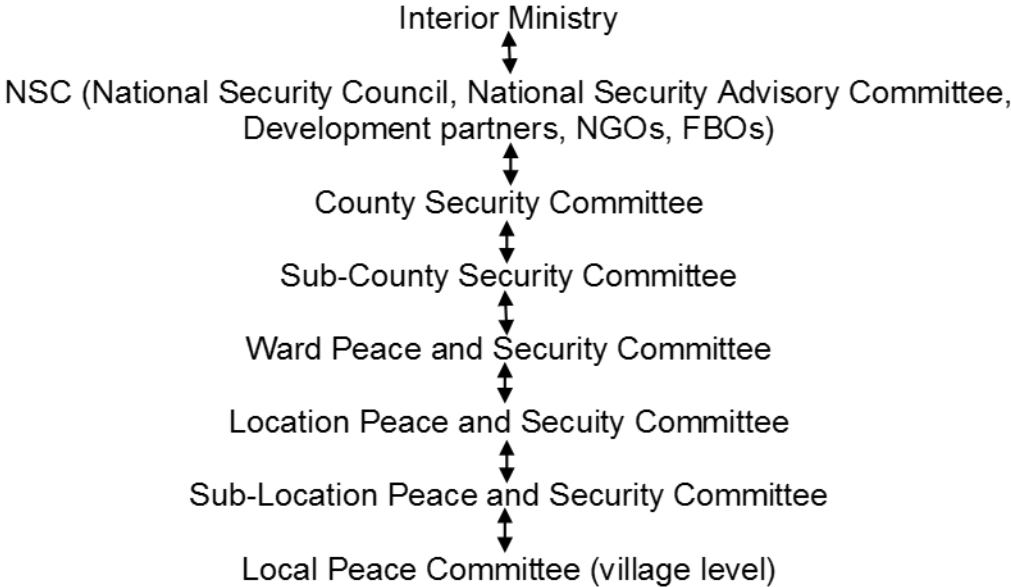 Interior Ministry
NSC (National Security Council, National Security Advisory Committee,
Development partners, NGOs, FBOs)
County Security Committee
Sub-County Security Committee
Ward Peace and Security Committee
Location Peace and Secuity Committee
Sub-Location Peace and Security Committee
Local Peace Committee (village level)